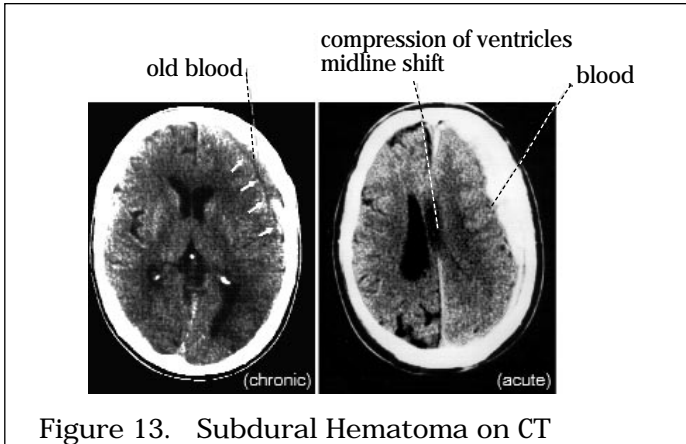 old blood
compression of ventricles
midline shift
blood
(chronic)
(acute)
Figure 13. Subdural Hematoma on CT